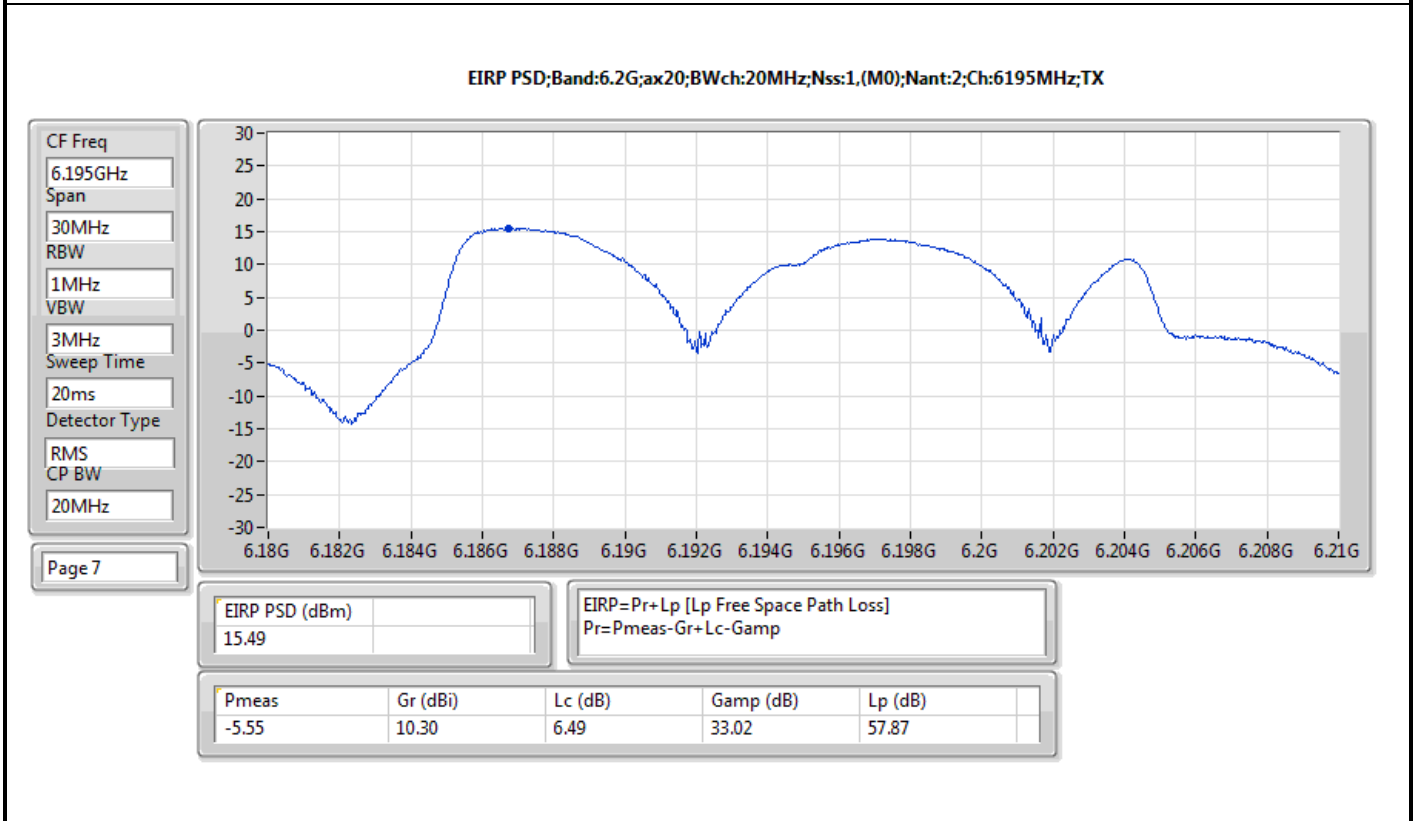 EIRP PSD;Band:6.2G;ax20;BWch:20MHz;Nss:1,(M0);Nant:2;Ch:6195MHz;TX
CF Freq
6.195GHz
Span
30MHz
RBW
1MHz
VBW
3MHz
Sweep Time
20ms
Detector Type
RMS
CP BW
20MHz
Page 7
30
25
20
15
10
5
0
-5
-10
-15
-20
-25
-30
6.18G 6.182G 6.184G 6.186G 6.188G 6.19G 6.192G 6.194G 6.196G 6.198G 6.2G 6.202G 6.204G 6.206G 6.208G 6.21G
EIRP PSD (dBm)
15.49
EIRP=Pr+Lp [Lp Free Space Path Loss]
Pr=Pmeas-Gr+Lc-Gamp
Pmeas Gr (dBi) Lc (dB) Gamp (dB) Lp (dB)
-5.55 10.30 6.49 33.02 57.87